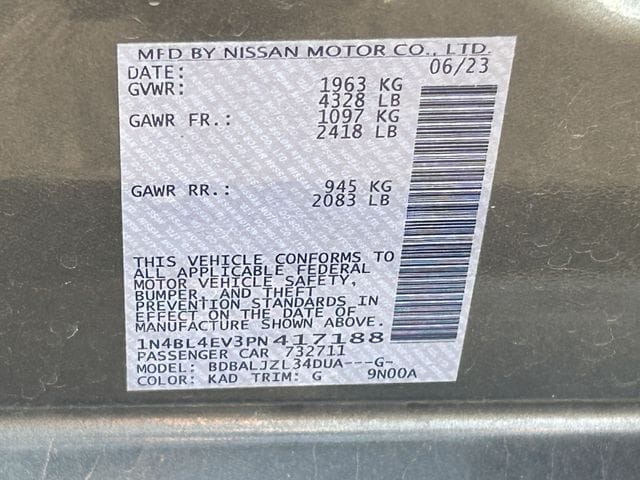 MFD BY NISSAN MOTOR CO., LTD.
DATE: 06/23
GVWR: 1963 KG
4328 LB
GAWR FR.: 1097 KG
2418 LB
GAWR RR.: 945 KG
2083 LB
THIS VEHICLE CONFORMS TO
ALL APPLICABLE FEDERAL
MOTOR VEHICLE SAFETY,
BUMPER, AND THEFT
PREVENTION STANDARDS IN
EFFECT ON THE DATE OF
MANUFACTURE SHOWN ABOVE.
1N4BL4EV3PN417188
PASSENGER CAR 732711
MODEL: BDBALJZL34DUA---G-
COLOR: KAD TRIM: G 9N00A